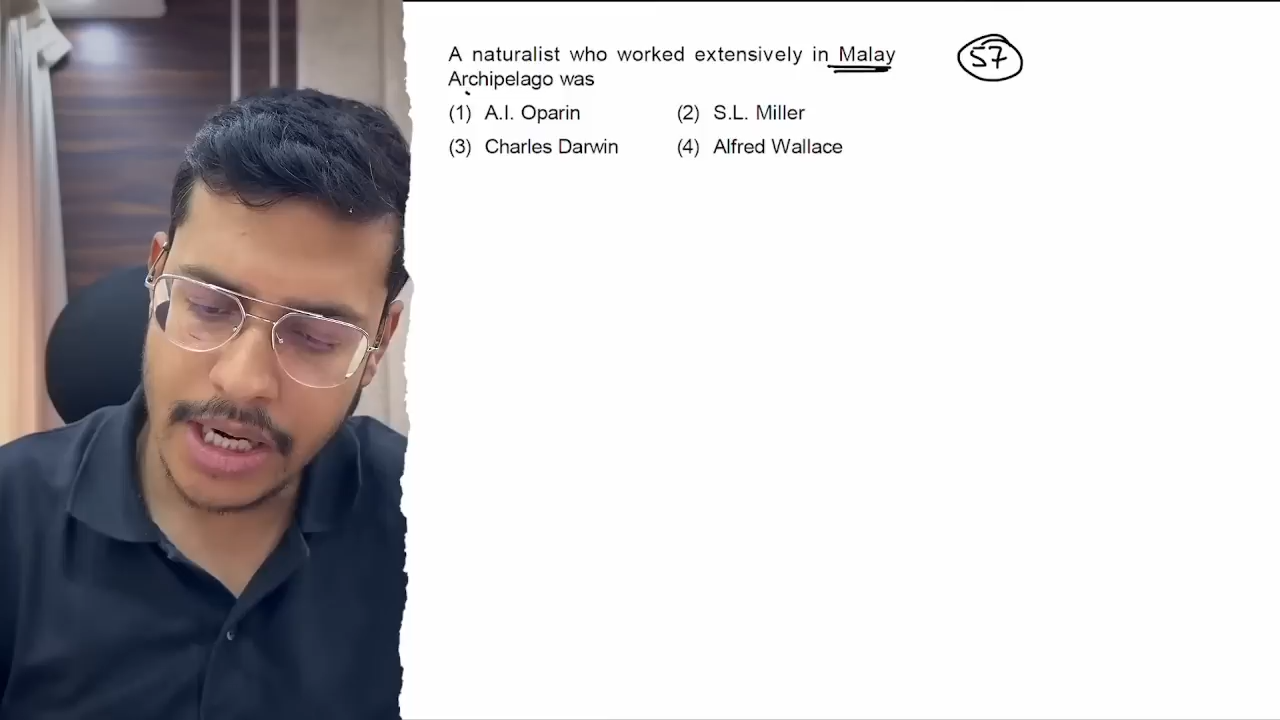 A naturalist who worked extensively in Malay
Archipelago was
(1) A.I. Oparin (2) S.L. Miller
(3) Charles Darwin (4) Alfred Wallace
57